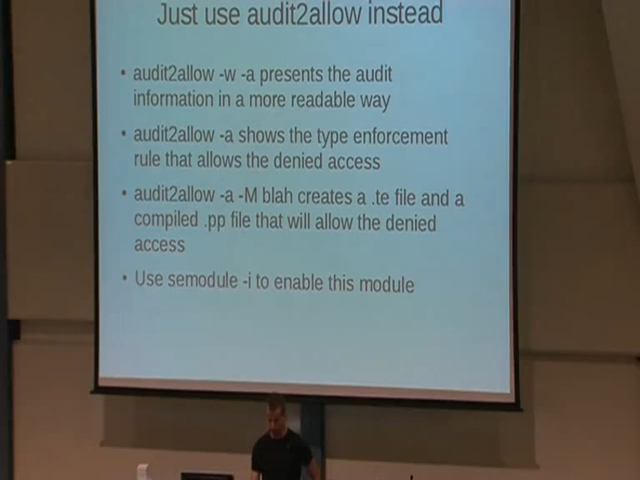 Just use audit2allow instead
• audit2allow -w -a presents the audit
information in a more readable way
• audit2allow -a shows the type enforcement
rule that allows the denied access
• audit2allow -a -M blah creates a .te file and a
compiled .pp file that will allow the denied
access
• Use semodule -i to enable this module